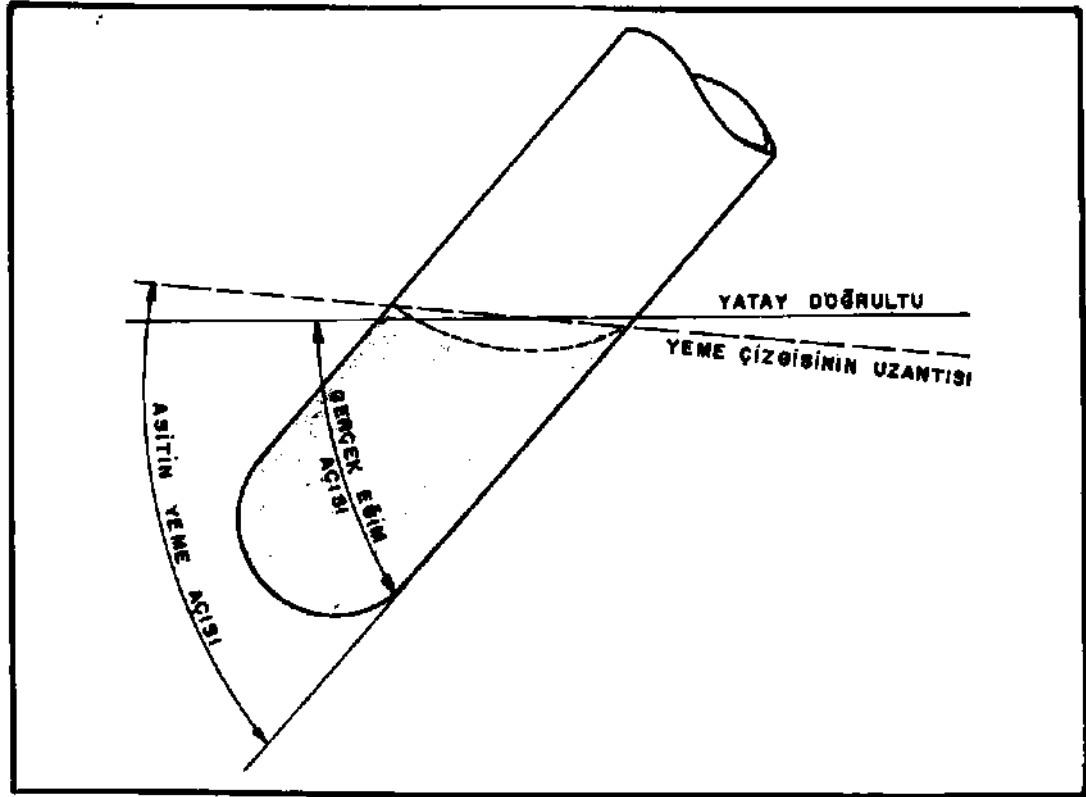 YATAY DOĞRULTU
YEME ÇİZGİSİNİN UZANTISI
GERÇEK EĞİM
AÇISI
ASİTİN YEME AÇISI